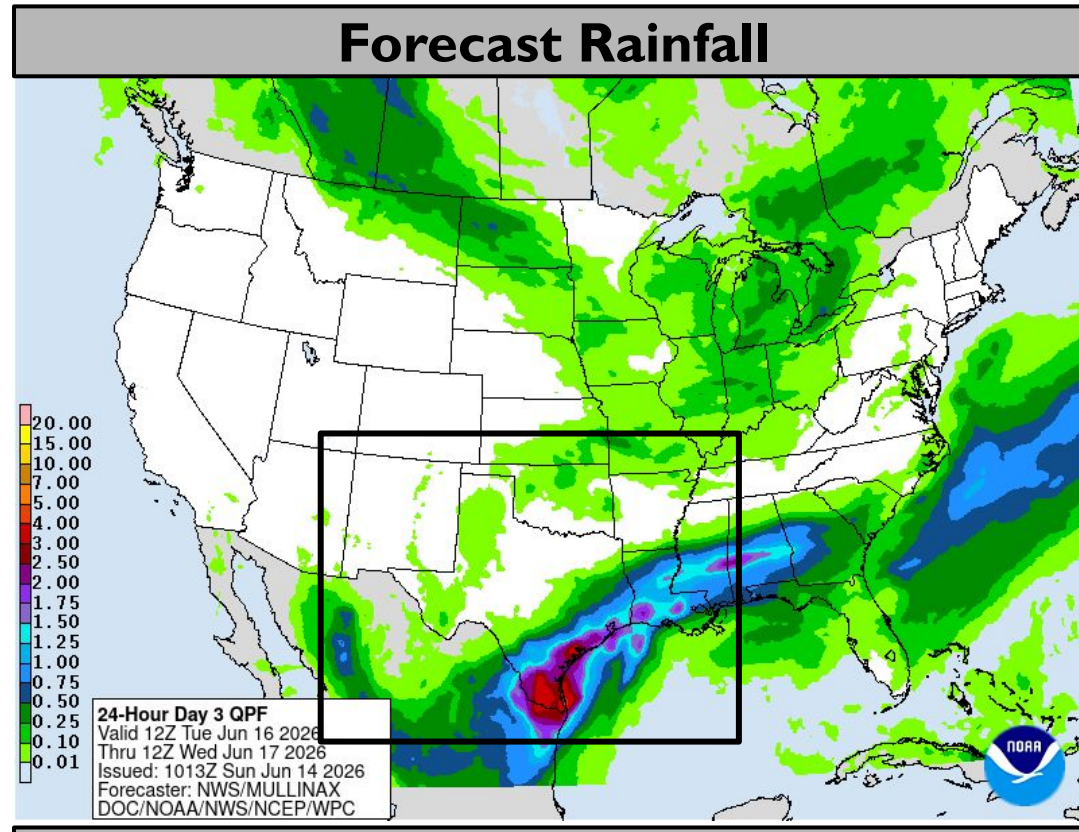 Forecast Rainfall
20.00
15.00
10.00
7.00
5.00
4.00
3.00
2.50
2.00
1.75
1.50
1.25
1.00
0.75
0.50
0.25
0.10
0.01
24-Hour Day 3 QPF
Valid 12Z Tue Jun 16 2026
Thru 12Z Wed Jun 17 2026
Issued: 1013Z Sun Jun 14 2026
Forecaster: NWS/MULLINAX
DOC/NOAA/NWS/NCEP/WPC
NOAA